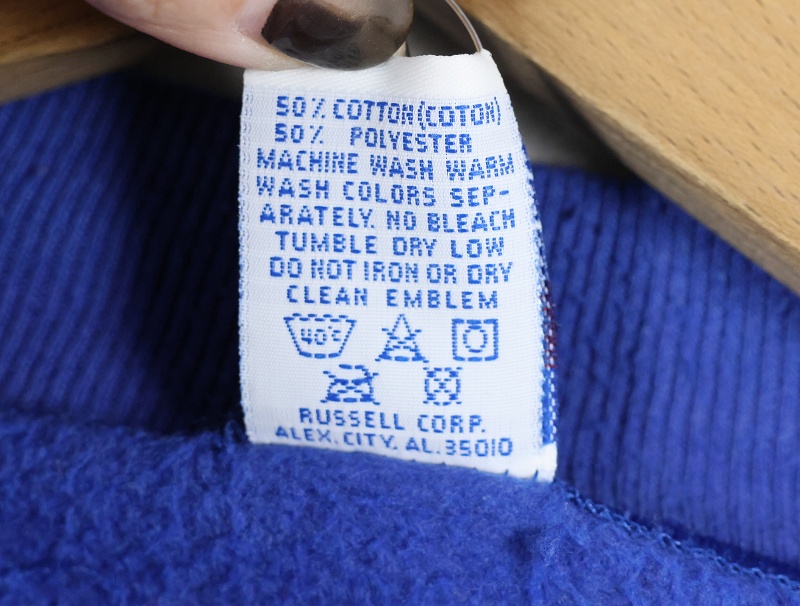 50% COTTON(COTON)
50% POLYESTER
MACHINE WASH WARM
WASH COLORS SEP-
ARATELY. NO BLEACH
TUMBLE DRY LOW
DO NOT IRON OR DRY
CLEAN EMBLEM
40°C
RUSSELL CORP.
ALEX. CITY, AL. 35010